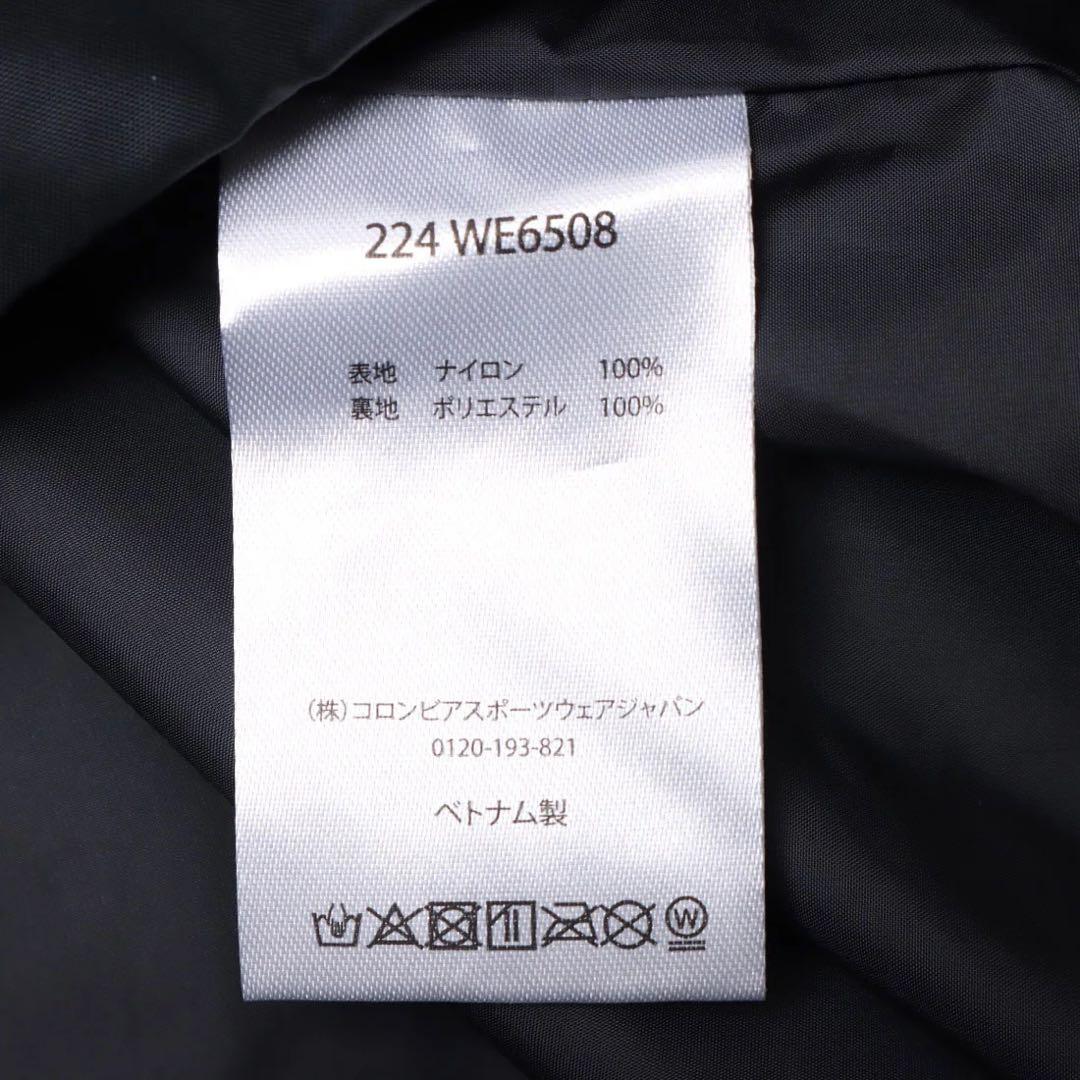 224 WE6508
表地 ナイロン 100%
裏地 ポリエステル 100%
(株)コロンビアスポーツウェアジャパン
0120-193-821
ベトナム製
W